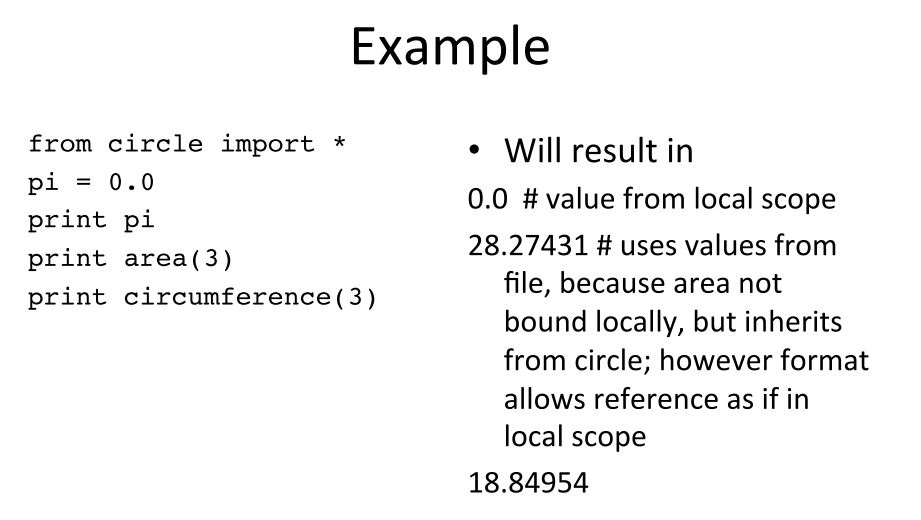 Example
from circle import *
pi = 0.0
print pi
print area(3)
print circumference(3)
• Will result in
0.0 # value from local scope
28.27431 # uses values from
file, because area not
bound locally, but inherits
from circle; however format
allows reference as if in
local scope
18.84954